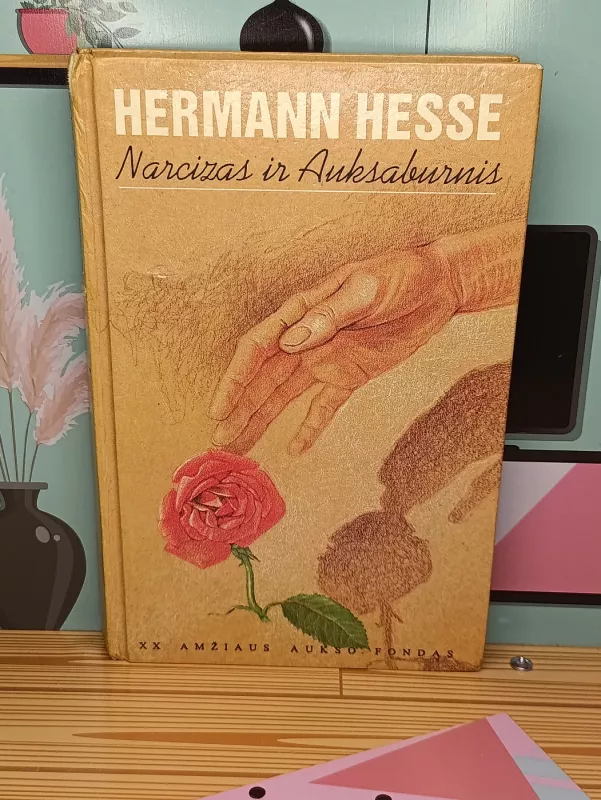 HERMANN HESSE
Narcizas ir Auksaburnis
XX AMŽIAUS AUKSO FONDAS